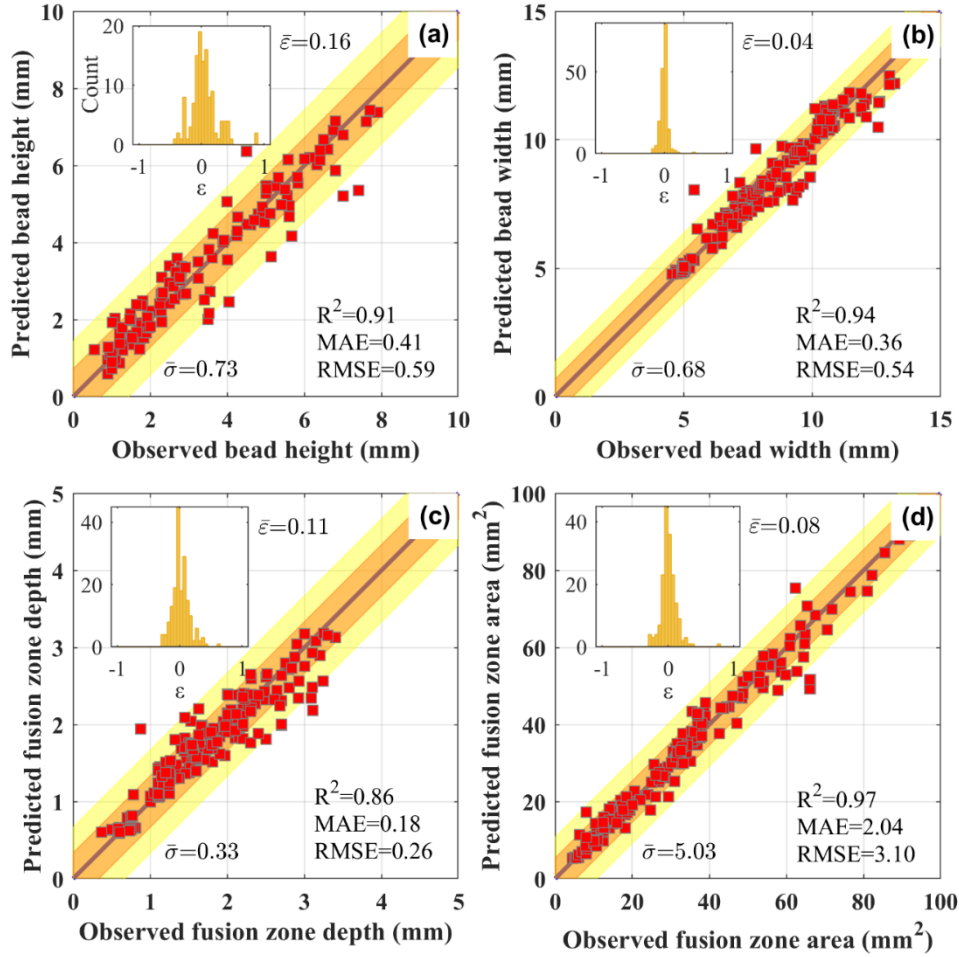 (a)
ε̄=0.16
20
10
0
Count
-1 0 1
ε
R²=0.91
MAE=0.41
RMSE=0.59
σ̄=0.73
10
8
6
4
2
0
Predicted bead height (mm)
0 2 4 6 8 10
Observed bead height (mm)
(b)
ε̄=0.04
50
0
-1 0 1
ε
R²=0.94
MAE=0.36
RMSE=0.54
σ̄=0.68
15
10
5
0
Predicted bead width (mm)
5 10 15
Observed bead width (mm)
(c)
ε̄=0.11
40
20
0
-1 0 1
ε
R²=0.86
MAE=0.18
RMSE=0.26
σ̄=0.33
5
4
3
2
1
0
Predicted fusion zone depth (mm)
0 1 2 3 4 5
Observed fusion zone depth (mm)
(d)
ε̄=0.08
40
20
0
-1 0 1
ε
R²=0.97
MAE=2.04
RMSE=3.10
σ̄=5.03
100
80
60
40
20
0
Predicted fusion zone area (mm²)
0 20 40 60 80 100
Observed fusion zone area (mm²)